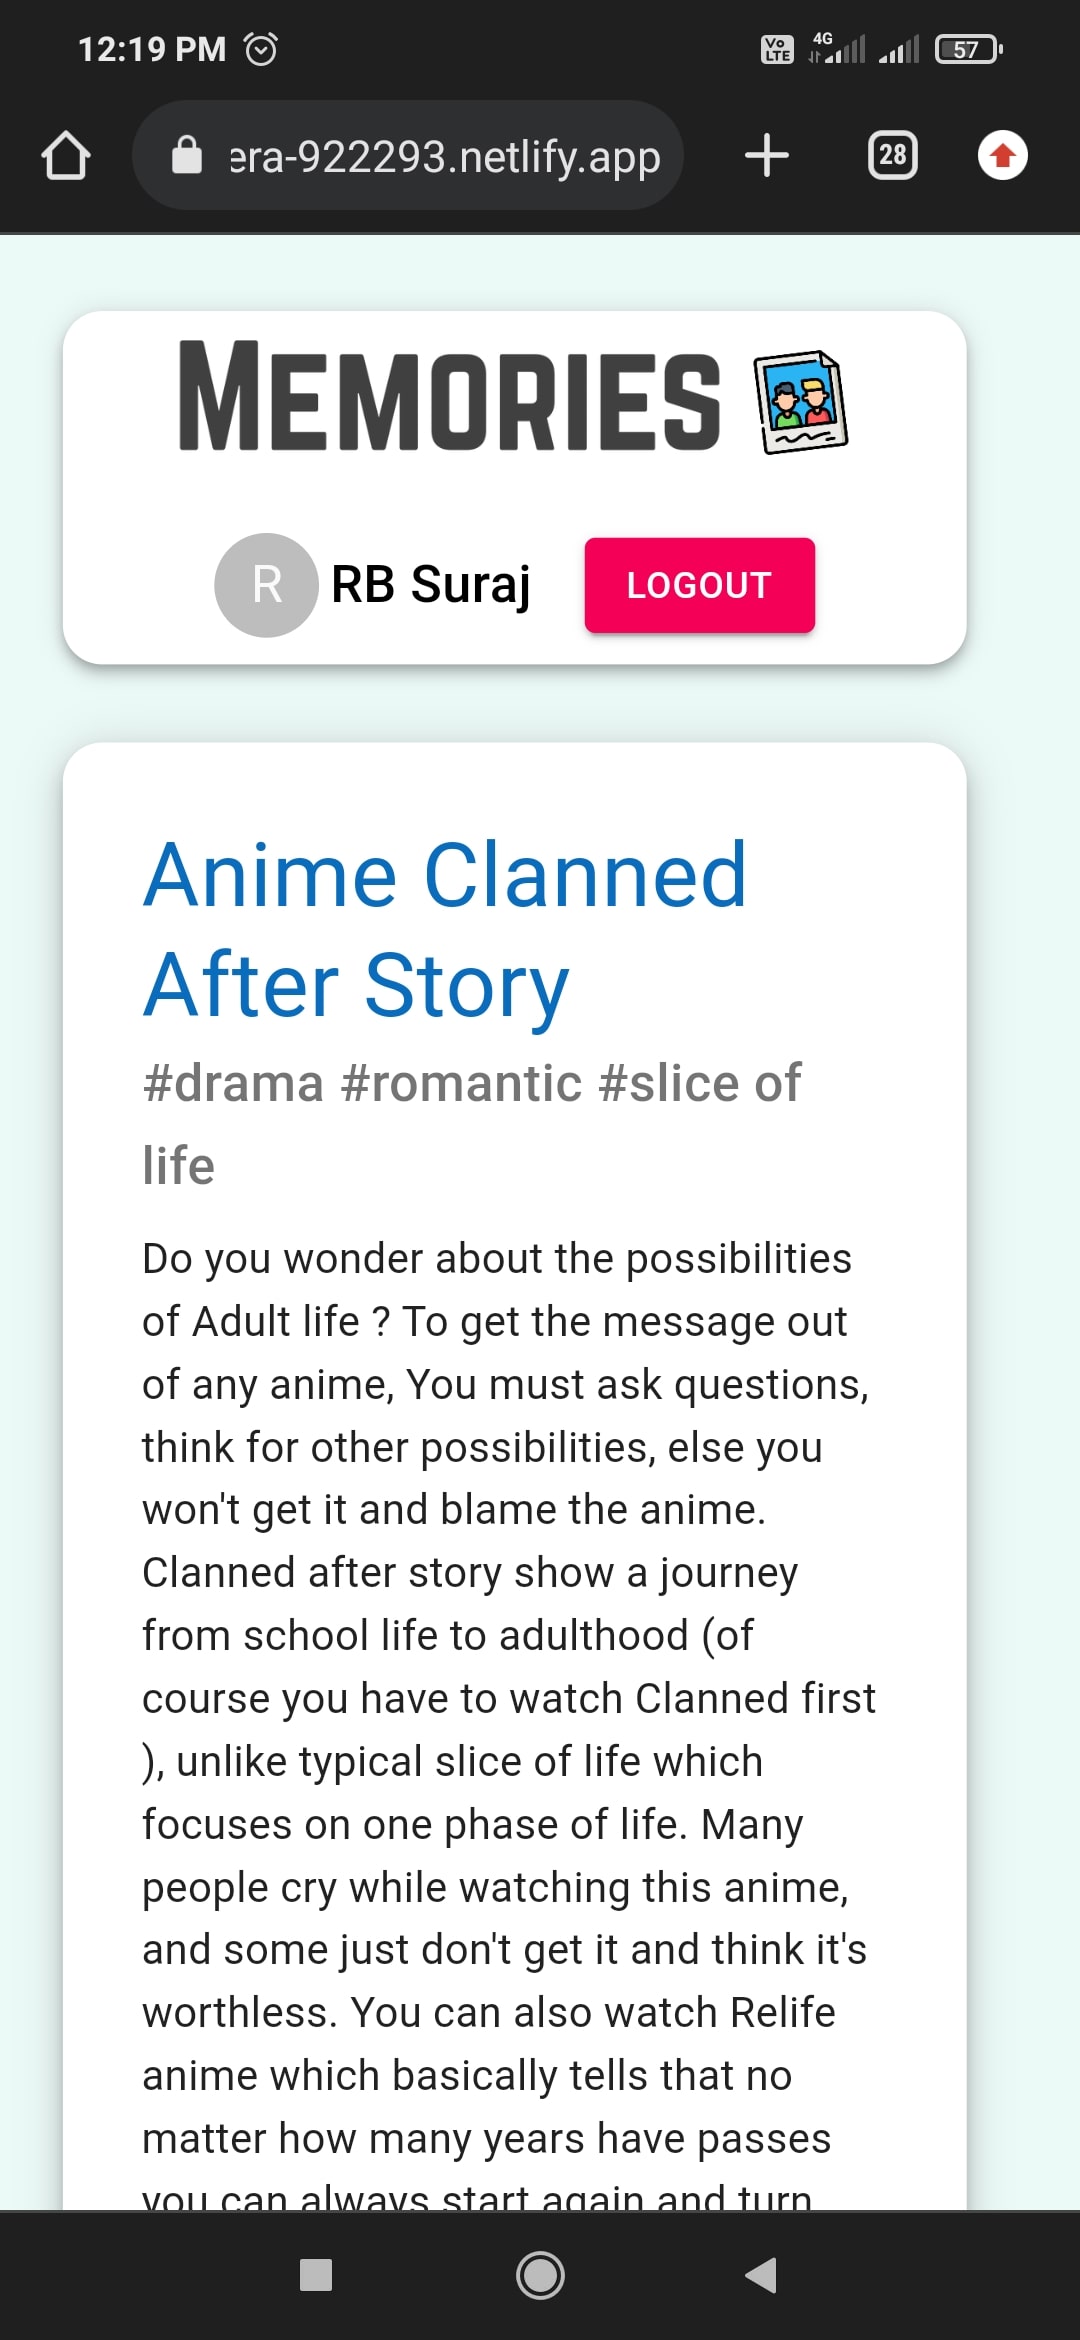 12:19 PM
Vo LTE 4G 57
era-922293.netlify.app
28
MEMORIES
R RB Suraj LOGOUT
Anime Clanned
After Story
#drama #romantic #slice of
life
Do you wonder about the possibilities
of Adult life ? To get the message out
of any anime, You must ask questions,
think for other possibilities, else you
won't get it and blame the anime.
Clanned after story show a journey
from school life to adulthood (of
course you have to watch Clanned first
), unlike typical slice of life which
focuses on one phase of life. Many
people cry while watching this anime,
and some just don't get it and think it's
worthless. You can also watch Relife
anime which basically tells that no
matter how many years have passes
you can always start again and turn